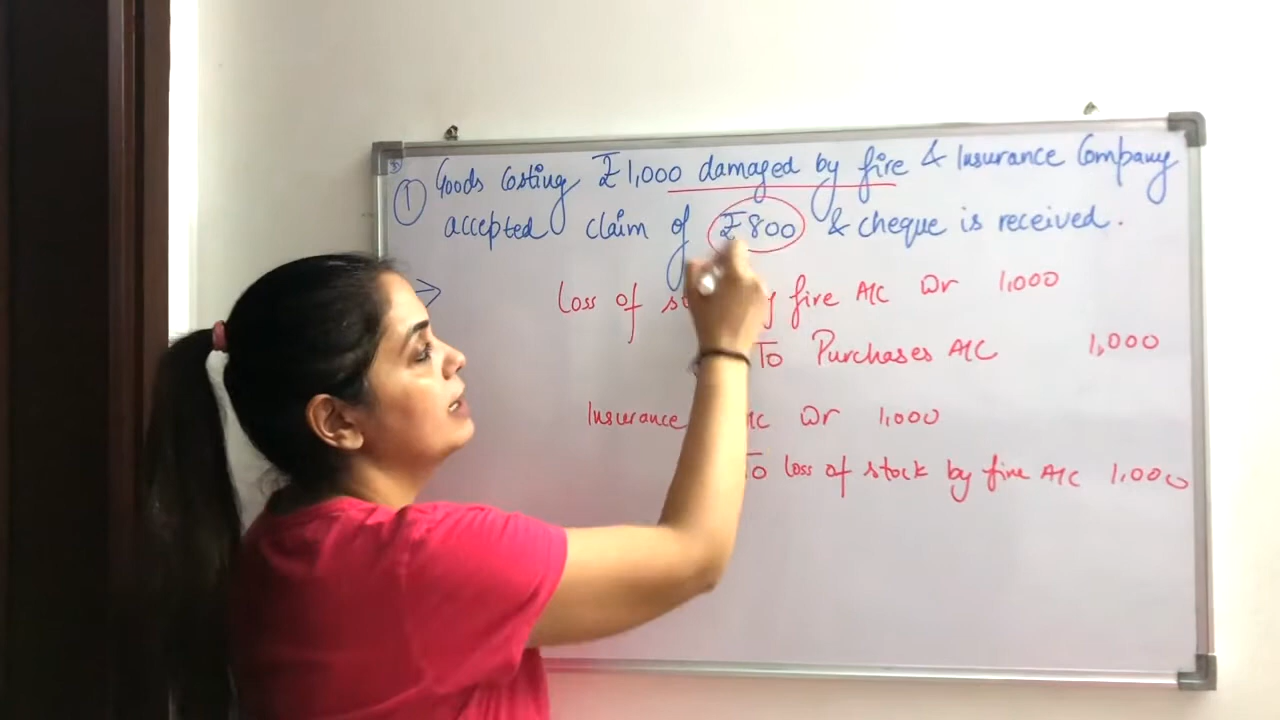 ① Goods Costing ₹1,000 damaged by fire & Insurance Company
accepted claim of ₹800 & cheque is received.
→ Loss of by fire A/C Dr 1,000
To Purchases A/C 1,000
Insurance A/C Dr 1,000
To loss of stock by fire A/C 1,000